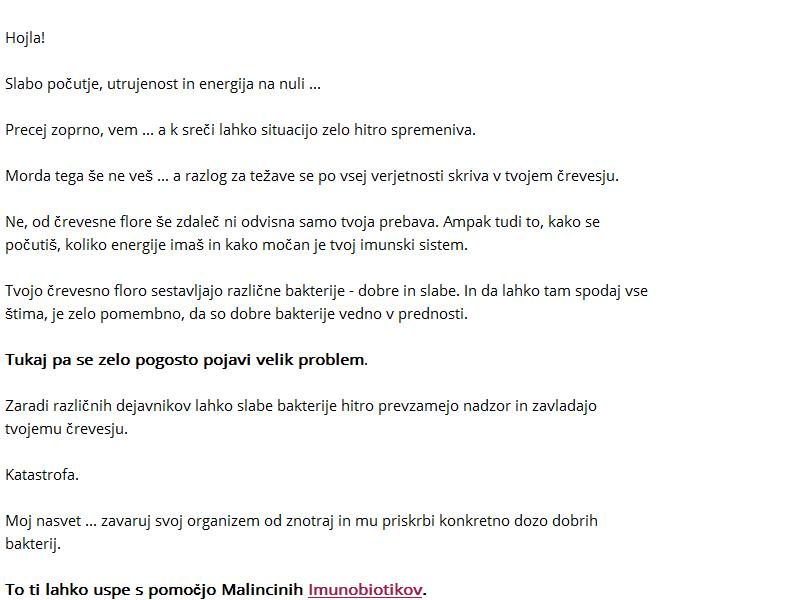 Hojla!
Slabo počutje, utrujenost in energija na nuli ...
Precej zoprno, vem ... a k sreči lahko situacijo zelo hitro spremeniva.
Morda tega še ne veš ... a razlog za težave se po vsej verjetnosti skriva v tvojem črevesju.
Ne, od črevesne flore še zdaleč ni odvisna samo tvoja prebava. Ampak tudi to, kako se
počutiš, koliko energije imaš in kako močan je tvoj imunski sistem.
Tvojo črevesno floro sestavljajo različne bakterije - dobre in slabe. In da lahko tam spodaj vse
štima, je zelo pomembno, da so dobre bakterije vedno v prednosti.
Tukaj pa se zelo pogosto pojavi velik problem.
Zaradi različnih dejavnikov lahko slabe bakterije hitro prevzamejo nadzor in zavladajo
tvojemu črevesju.
Katastrofa.
Moj nasvet ... zavaruj svoj organizem od znotraj in mu priskrbi konkretno dozo dobrih
bakterij.
To ti lahko uspe s pomočjo Malincinih Imunobiotikov.